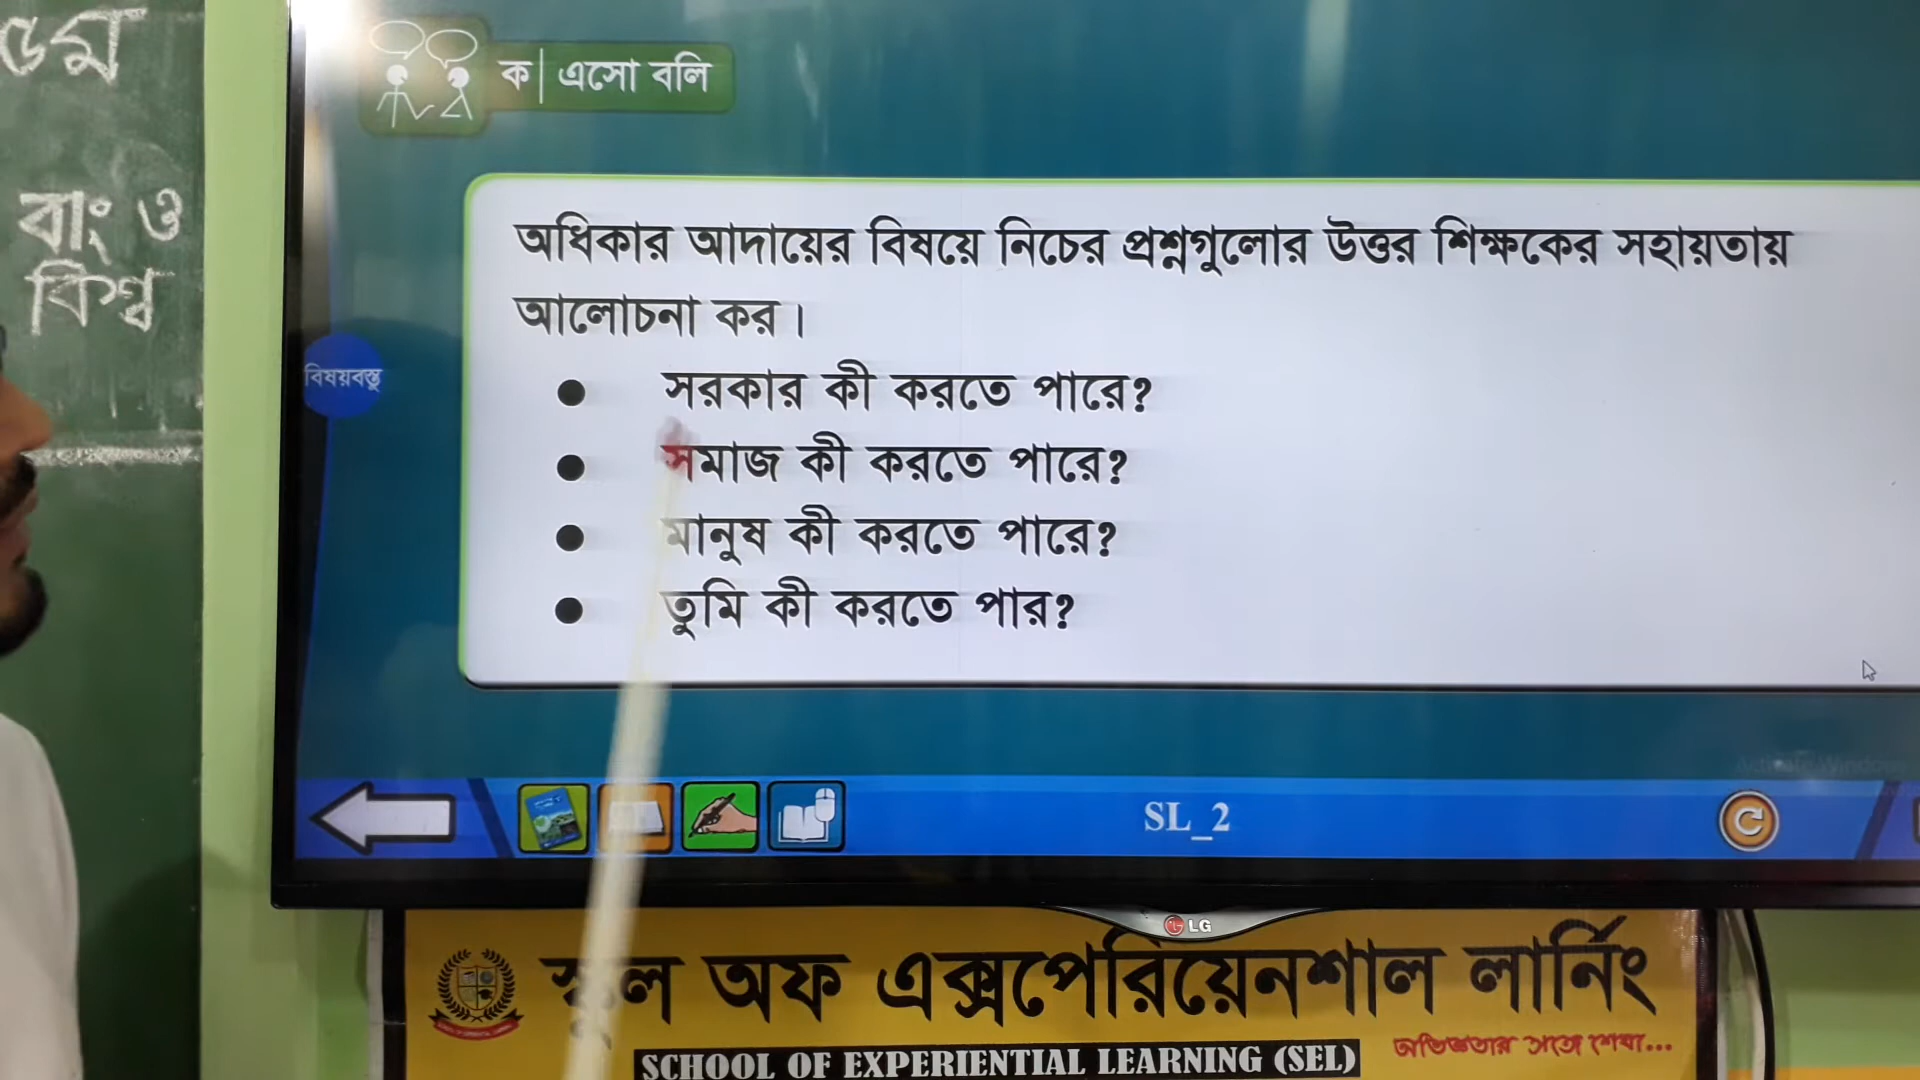 ৫ম
বাং ও
বিশ্ব
ক| এসো বলি
অধিকার আদায়ের বিষয়ে নিচের প্রশ্নগুলোর উত্তর শিক্ষকের সহায়তায়
আলোচনা কর।
বিষয়বস্তু
● সরকার কী করতে পারে?
● সমাজ কী করতে পারে?
● মানুষ কী করতে পারে?
● তুমি কী করতে পার?
SL_2
LG
স্কুল অফ এক্সপেরিয়েনশাল লার্নিং
অভিজ্ঞতার সাথে শেখা...
SCHOOL OF EXPERIENTIAL LEARNING (SEL)